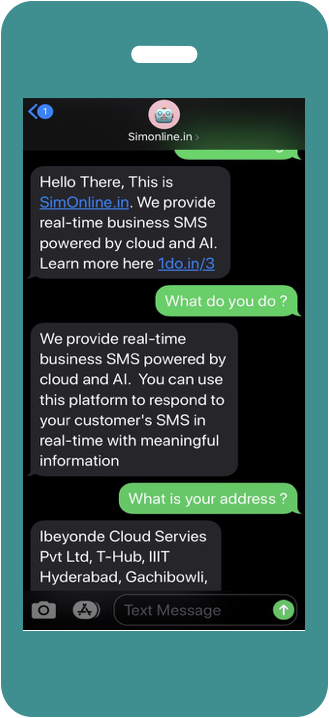 1
Simonline.in >
Hello There, This is
SimOnline.in. We provide
real-time business SMS
powered by cloud and AI.
Learn more here 1do.in/3
What do you do ?
We provide real-time
business SMS powered by
cloud and AI.  You can use
this platform to respond to
your customer's SMS in
real-time with meaningful
information
What is your address ?
Ibeyonde Cloud Servies
Pvt Ltd, T-Hub, IIIT
Hyderabad, Gachibowli,
Text Message